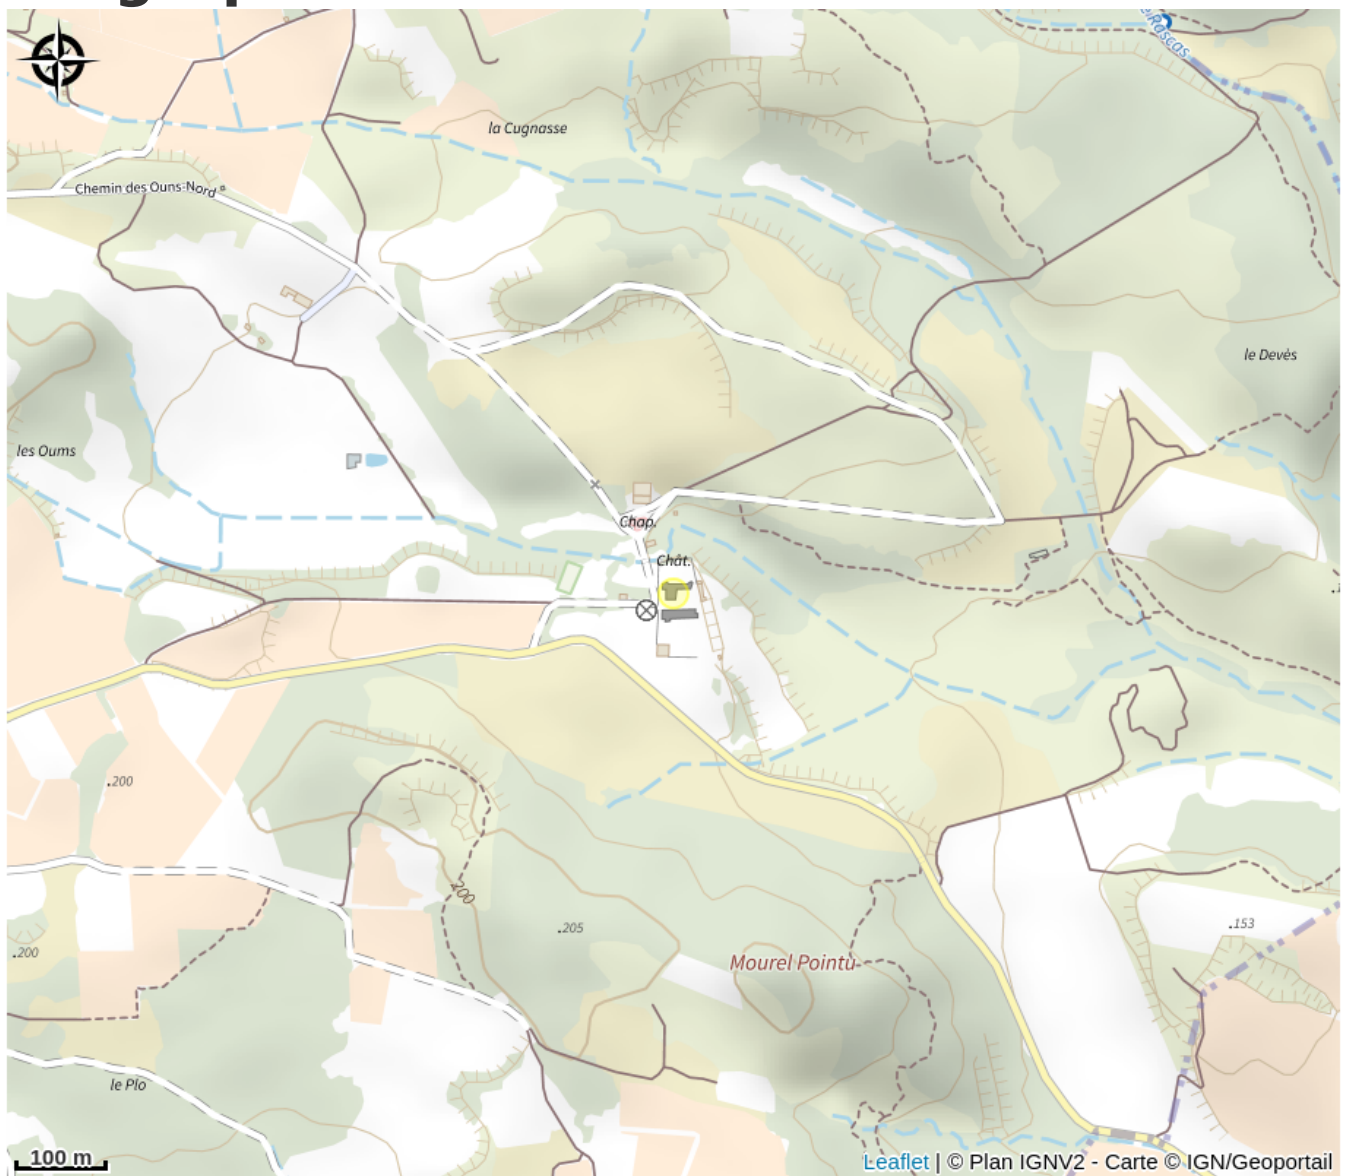 Rascas
la Cugnasse
Chemin des Ouns-Nord
le Devès
les Oums
Chap.
Chât.
.200
200
.205
.153
.200
Mourel Pointu
le Plo
100 m
Leaflet | © Plan IGNV2 - Carte © IGN/Geoportail